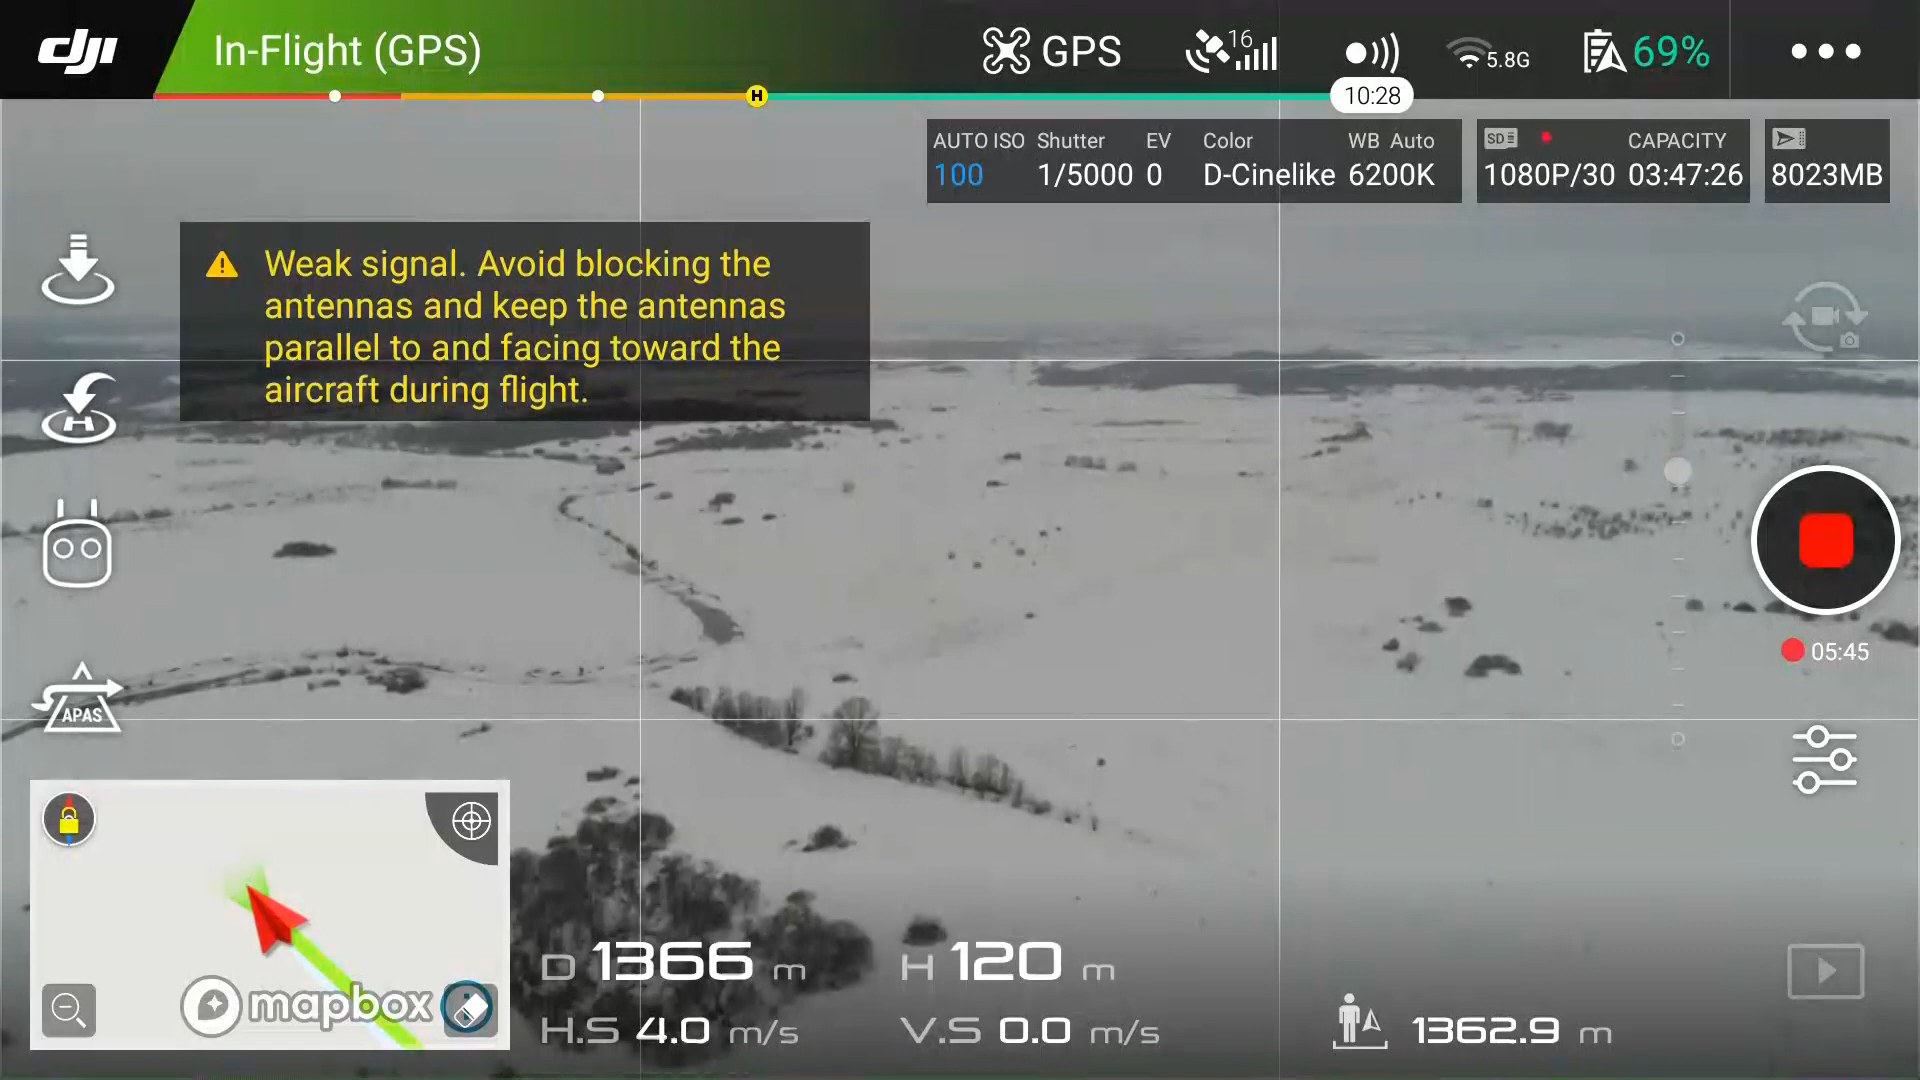 dji
In-Flight (GPS)
GPS
16
5.8G
69%
H
10:28
AUTO ISO Shutter EV Color WB Auto
100 1/5000 0 D-Cinelike 6200K
SD CAPACITY
1080P/30 03:47:26
8023MB
Weak signal. Avoid blocking the
antennas and keep the antennas
parallel to and facing toward the
aircraft during flight.
H
05:45
APAS
mapbox
D 1366 m H 120 m
H.S 4.0 m/s V.S 0.0 m/s 1362.9 m